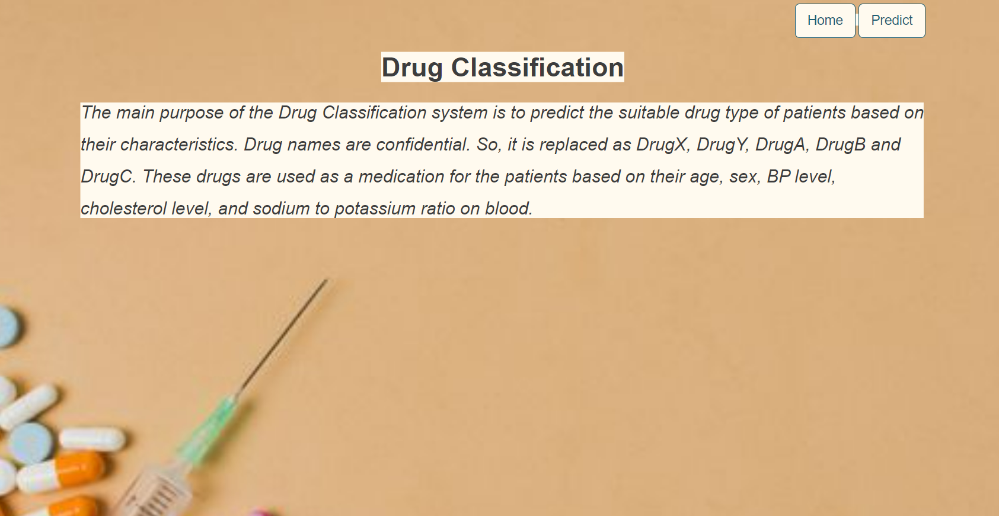 Home Predict
Drug Classification
The main purpose of the Drug Classification system is to predict the suitable drug type of patients based on
their characteristics. Drug names are confidential. So, it is replaced as DrugX, DrugY, DrugA, DrugB and
DrugC. These drugs are used as a medication for the patients based on their age, sex, BP level,
cholesterol level, and sodium to potassium ratio on blood.